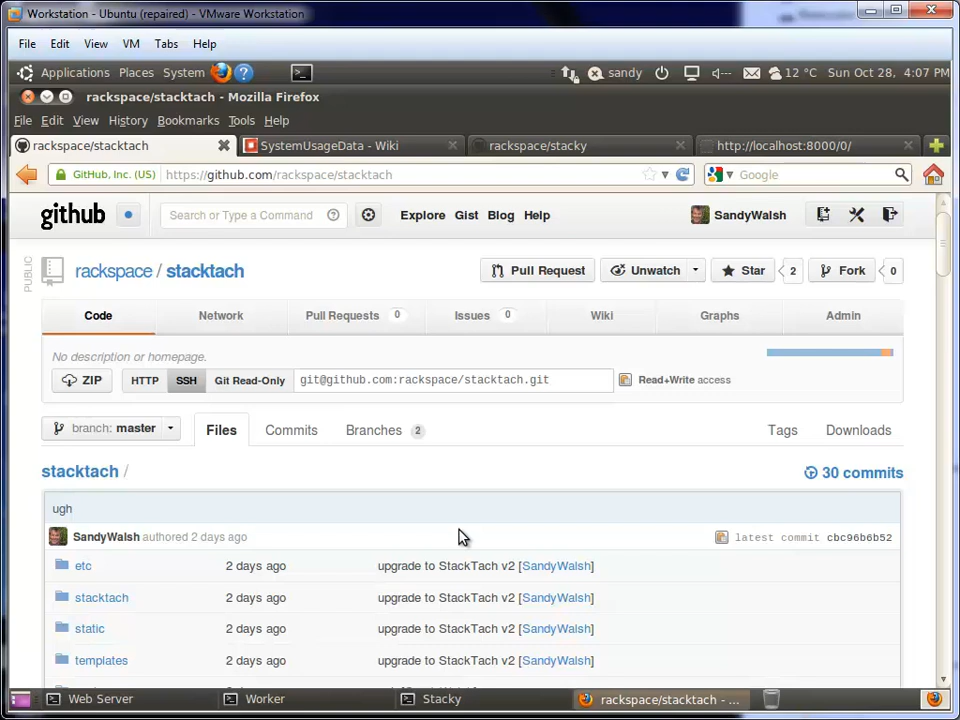 Workstation - Ubuntu (repaired) - VMware Workstation
File Edit View VM Tabs Help
Applications Places System sandy 12 °C Sun Oct 28, 4:07 PM
rackspace/stacktach - Mozilla Firefox
File Edit View History Bookmarks Tools Help
rackspace/stacktach SystemUsageData - Wiki rackspace/stacky http://localhost:8000/0/
GitHub, Inc. (US) https://github.com/rackspace/stacktach Google
github Search or Type a Command Explore Gist Blog Help SandyWalsh
PUBLIC
rackspace / stacktach Pull Request Unwatch Star 2 Fork 0
Code Network Pull Requests 0 Issues 0 Wiki Graphs Admin
No description or homepage.
ZIP HTTP SSH Git Read-Only git@github.com:rackspace/stacktach.git Read+Write access
branch: master Files Commits Branches 2 Tags Downloads
stacktach / 30 commits
ugh
SandyWalsh authored 2 days ago latest commit cbc96b6b52
etc 2 days ago upgrade to StackTach v2 [SandyWalsh]
stacktach 2 days ago upgrade to StackTach v2 [SandyWalsh]
static 2 days ago upgrade to StackTach v2 [SandyWalsh]
templates 2 days ago upgrade to StackTach v2 [SandyWalsh]
Web Server Worker Stacky rackspace/stacktach - ...